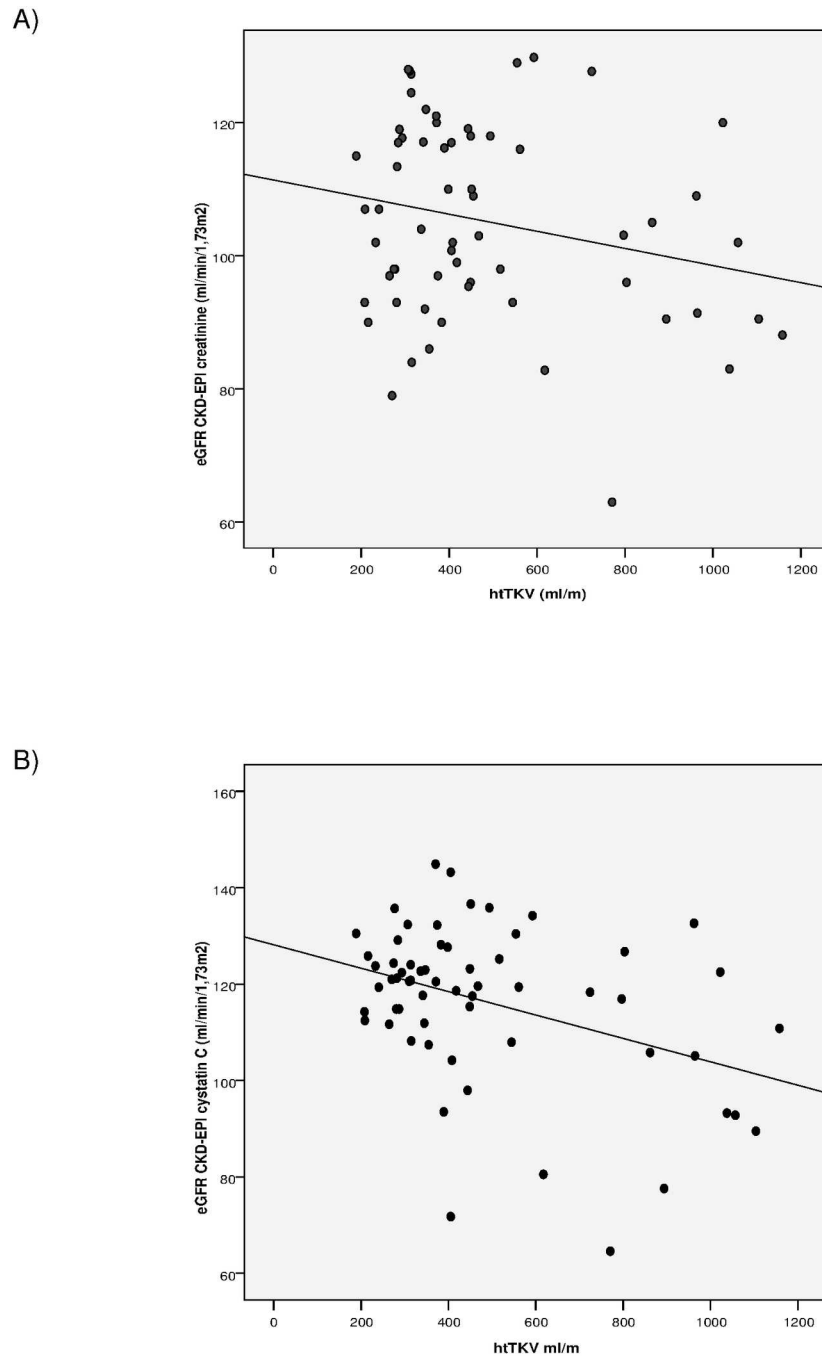 A)
eGFR CKD-EPI creatinine (ml/min/1,73m2)
120
100
80
60
0 200 400 600 800 1000 1200
htTKV (ml/m)
B)
eGFR CKD-EPI cystatin C (ml/min/1,73m2)
160
140
120
100
80
60
0 200 400 600 800 1000 1200
htTKV ml/m